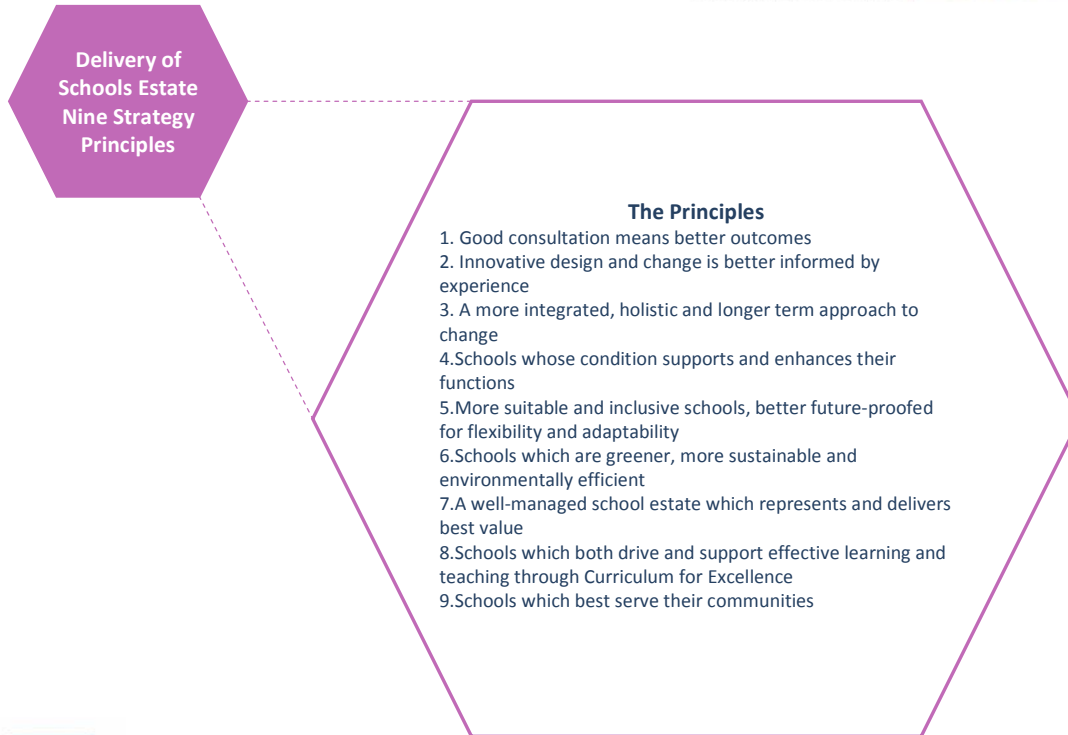 Delivery of
Schools Estate
Nine Strategy
Principles
The Principles
1. Good consultation means better outcomes
2. Innovative design and change is better informed by
experience
3. A more integrated, holistic and longer term approach to
change
4.Schools whose condition supports and enhances their
functions
5.More suitable and inclusive schools, better future-proofed
for flexibility and adaptability
6.Schools which are greener, more sustainable and
environmentally efficient
7.A well-managed school estate which represents and delivers
best value
8.Schools which both drive and support effective learning and
teaching through Curriculum for Excellence
9.Schools which best serve their communities